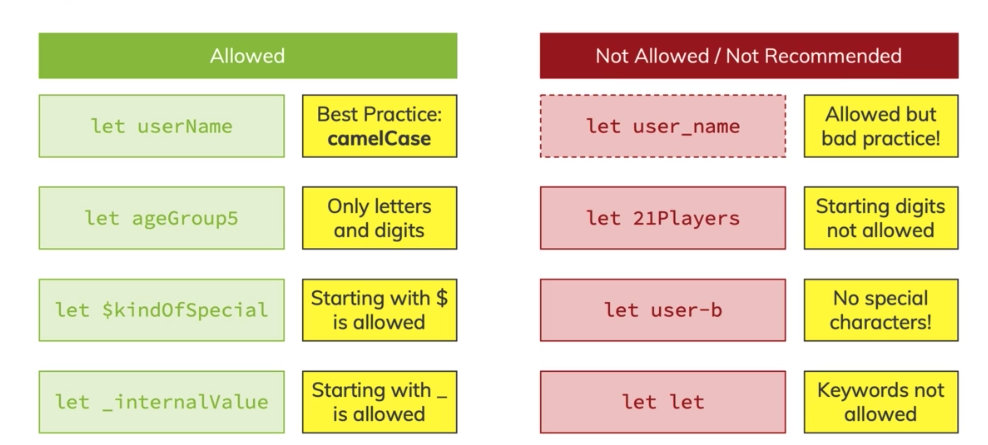 Allowed
Not Allowed / Not Recommended
let userName
Best Practice:
camelCase
let user_name
Allowed but
bad practice!
let ageGroup5
Only letters
and digits
let 21Players
Starting digits
not allowed
let $kindOfSpecial
Starting with $
is allowed
let user-b
No special
characters!
let _internalValue
Starting with _
is allowed
let let
Keywords not
allowed